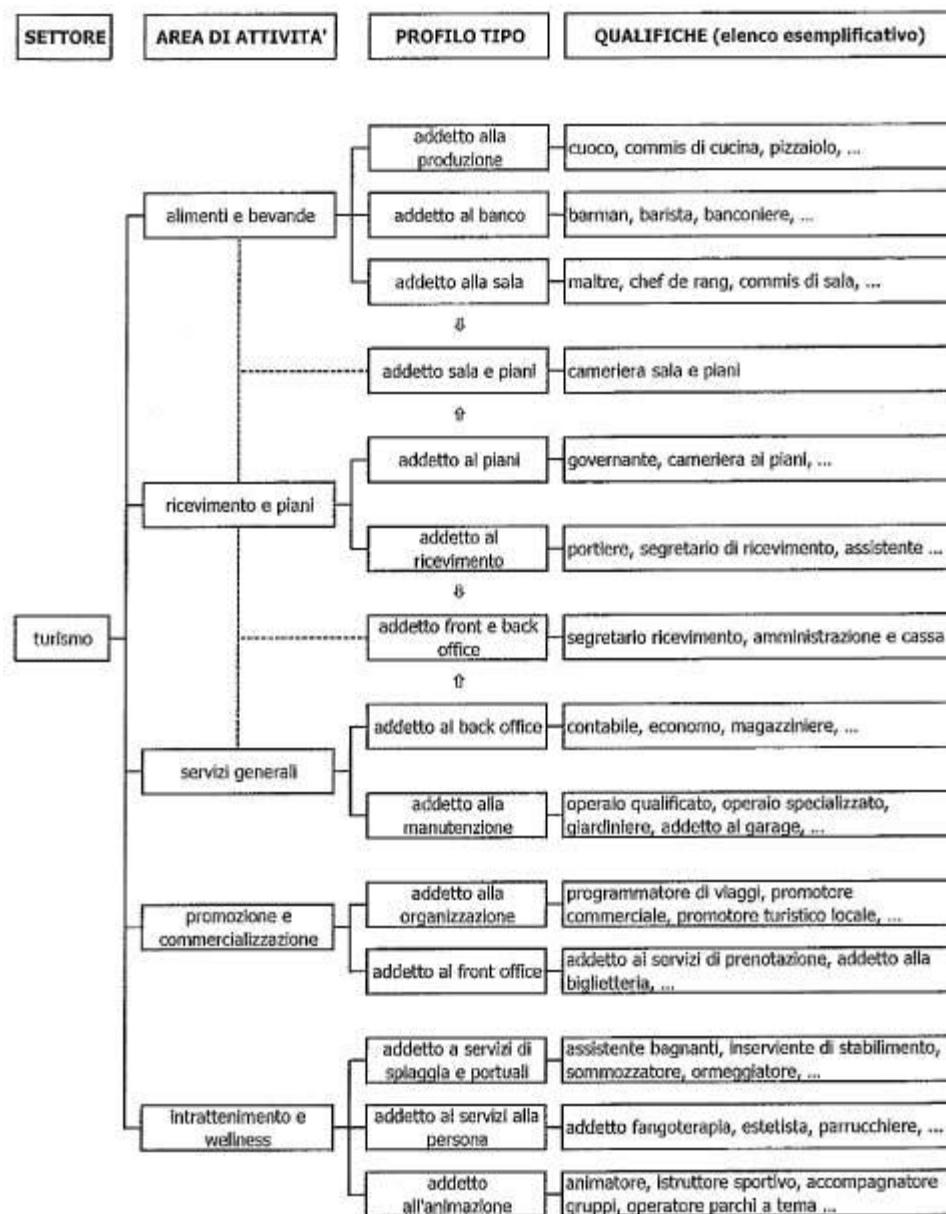 SETTORE
AREA DI ATTIVITA'
PROFILO TIPO
QUALIFICHE (elenco esemplificativo)
turismo
alimenti e bevande
addetto alla
produzione
cuoco, commis di cucina, pizzaiolo, ...
addetto al banco
barman, barista, banconiere, ...
addetto alla sala
maitre, chef de rang, commis di sala, ...
⇩
addetto sala e piani
cameriera sala e piani
⇧
ricevimento e piani
addetto ai piani
governante, cameriera ai piani, ...
addetto al
ricevimento
portiere, segretario di ricevimento, assistente ...
⇩
addetto front e back
office
segretario ricevimento, amministrazione e cassa
⇧
servizi generali
addetto al back office
contabile, economo, magazziniere, ...
addetto alla
manutenzione
operaio qualificato, operaio specializzato,
giardiniere, addetto al garage, ...
promozione e
commercializzazione
addetto alla
organizzazione
programmatore di viaggi, promotore
commerciale, promotore turistico locale, ...
addetto al front office
addetto ai servizi di prenotazione, addetto alla
biglietteria, ...
intrattenimento e
wellness
addetto a servizi di
spiaggia e portuali
assistente bagnanti, inserviente di stabilimento,
sommozzatore, ormeggiatore, ...
addetto ai servizi alla
persona
addetto fangoterapia, estetista, parrucchiere, ...
addetto
all'animazione
animatore, istruttore sportivo, accompagnatore
gruppi, operatore parchi a tema ...